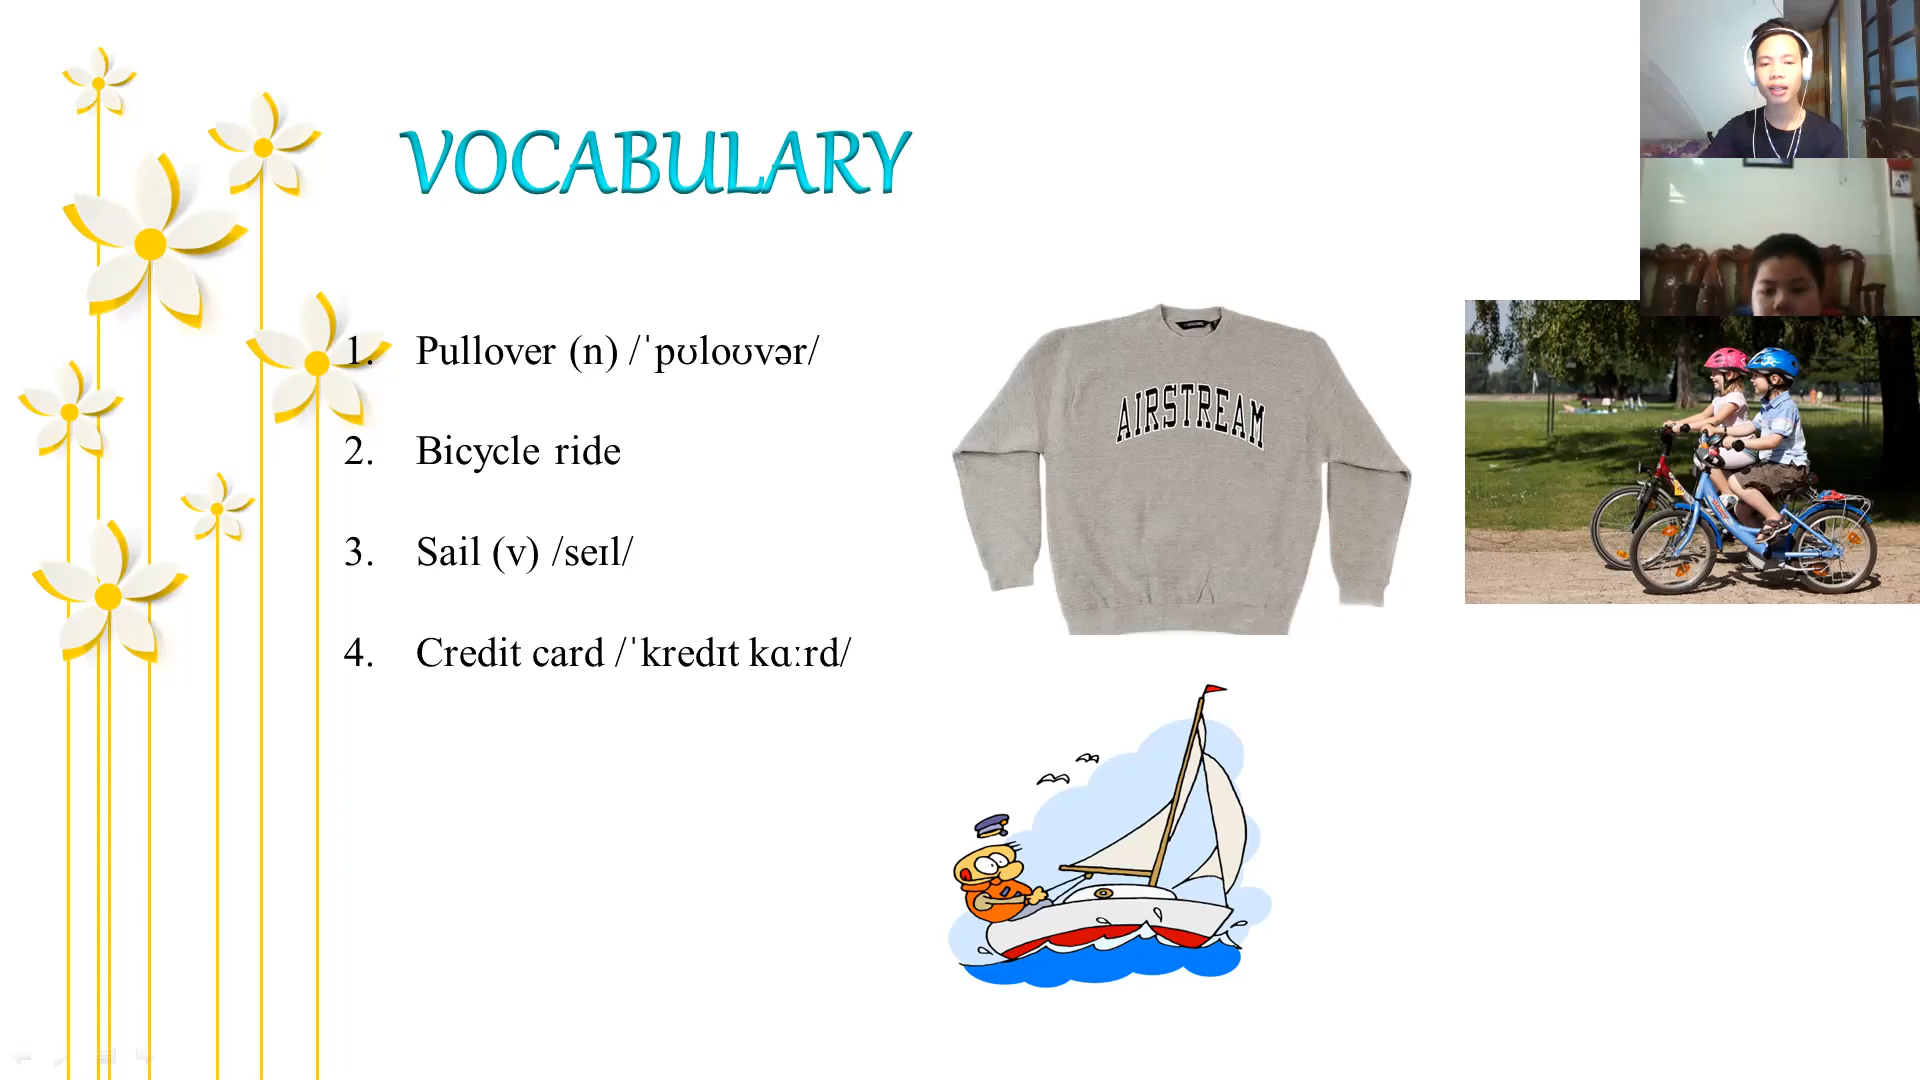 VOCABULARY
1. Pullover (n) /ˈpʊloʊvər/
2. Bicycle ride
3. Sail (v) /seɪl/
4. Credit card /ˈkredɪt kɑːrd/
AIRSTREAM